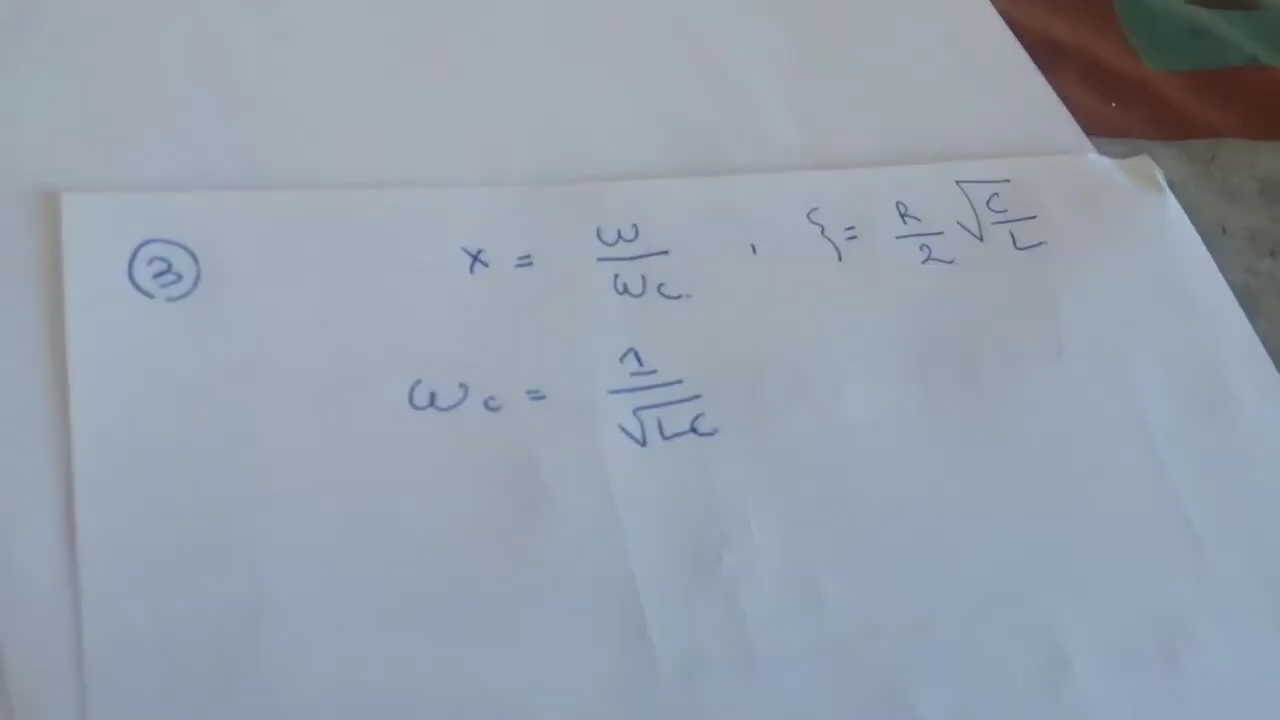 ③ x = ω/ωc. , ξ = R/2 √C/L
ωc = 1/√LC